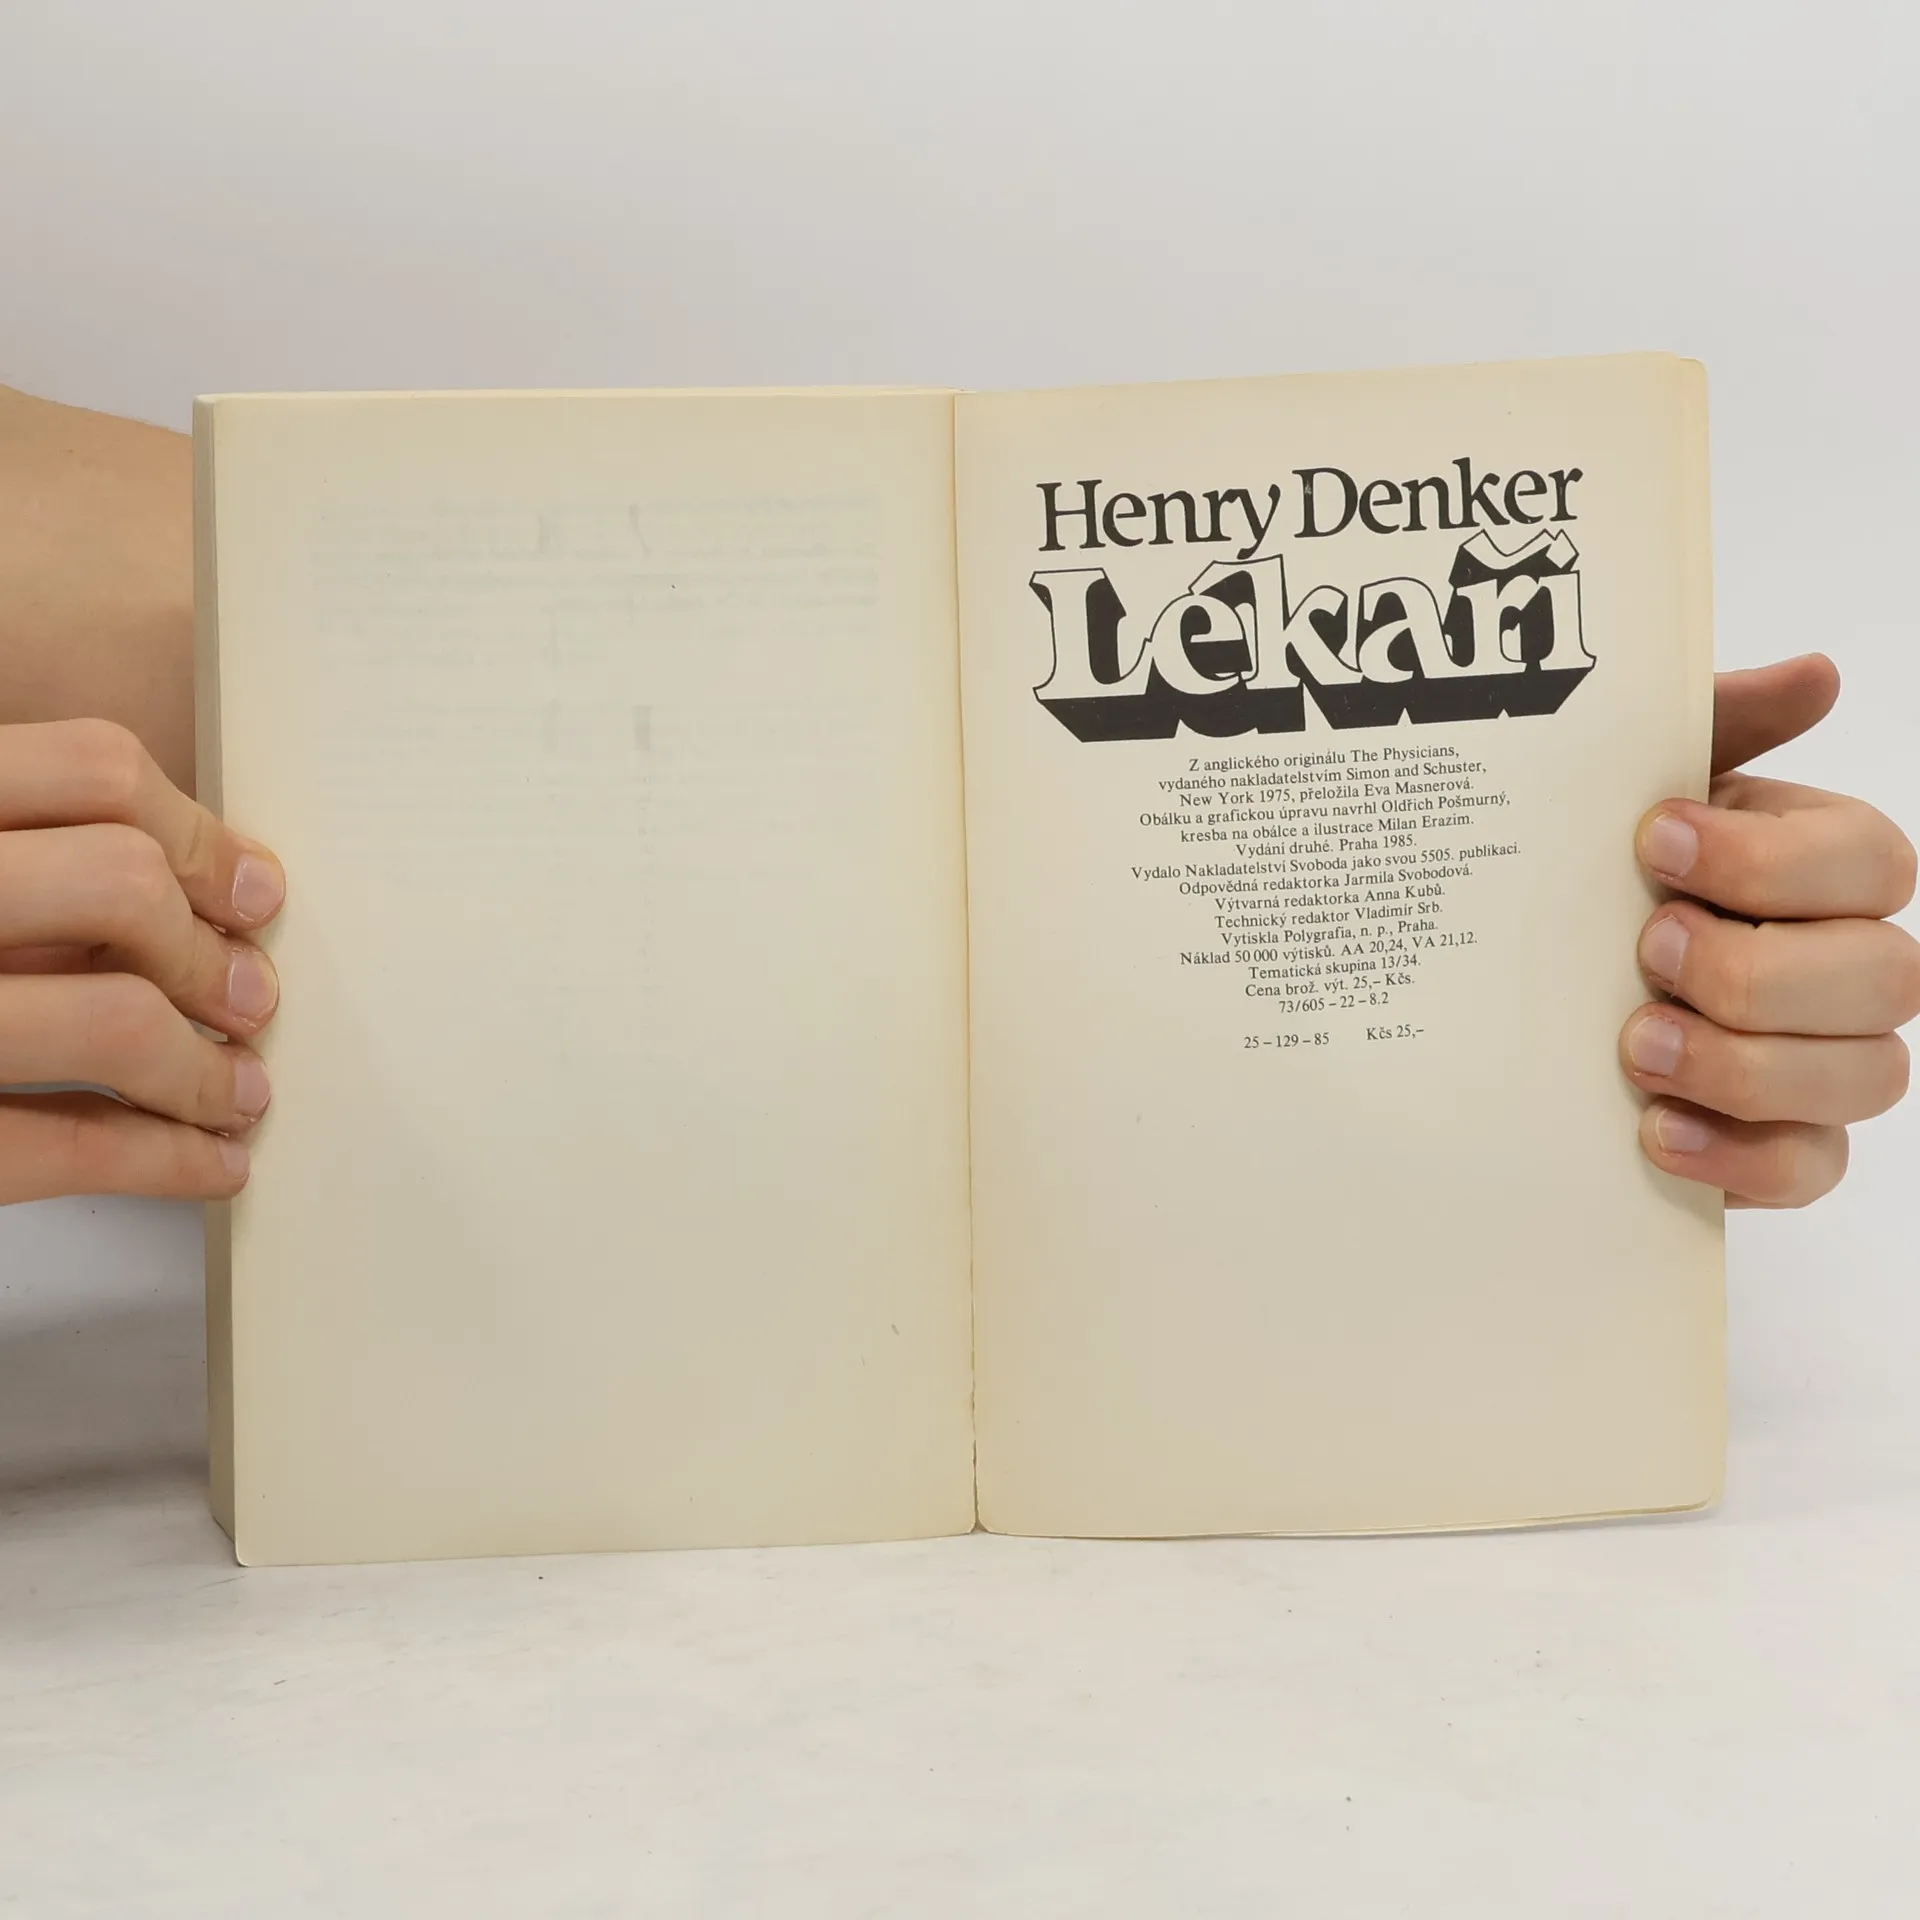 Henry Denker
Lékaři
Z anglického originálu The Physicians,
vydaného nakladatelstvím Simon and Schuster,
New York 1975, přeložila Eva Masnerová.
Obálku a grafickou úpravu navrhl Oldřich Pošmurný,
kresba na obálce a ilustrace Milan Erazim.
Vydání druhé. Praha 1985.
Vydalo Nakladatelství Svoboda jako svou 5505. publikaci.
Odpovědná redaktorka Jarmila Svobodová.
Výtvarná redaktorka Anna Kubů.
Technický redaktor Vladimír Srb.
Vytiskla Polygrafia, n. p., Praha.
Náklad 50 000 výtisků. AA 20,24, VA 21,12.
Tematická skupina 13/34.
Cena brož. výt. 25,– Kčs.
73/605 – 22 – 8.2
25 – 129 – 85 Kčs 25,–